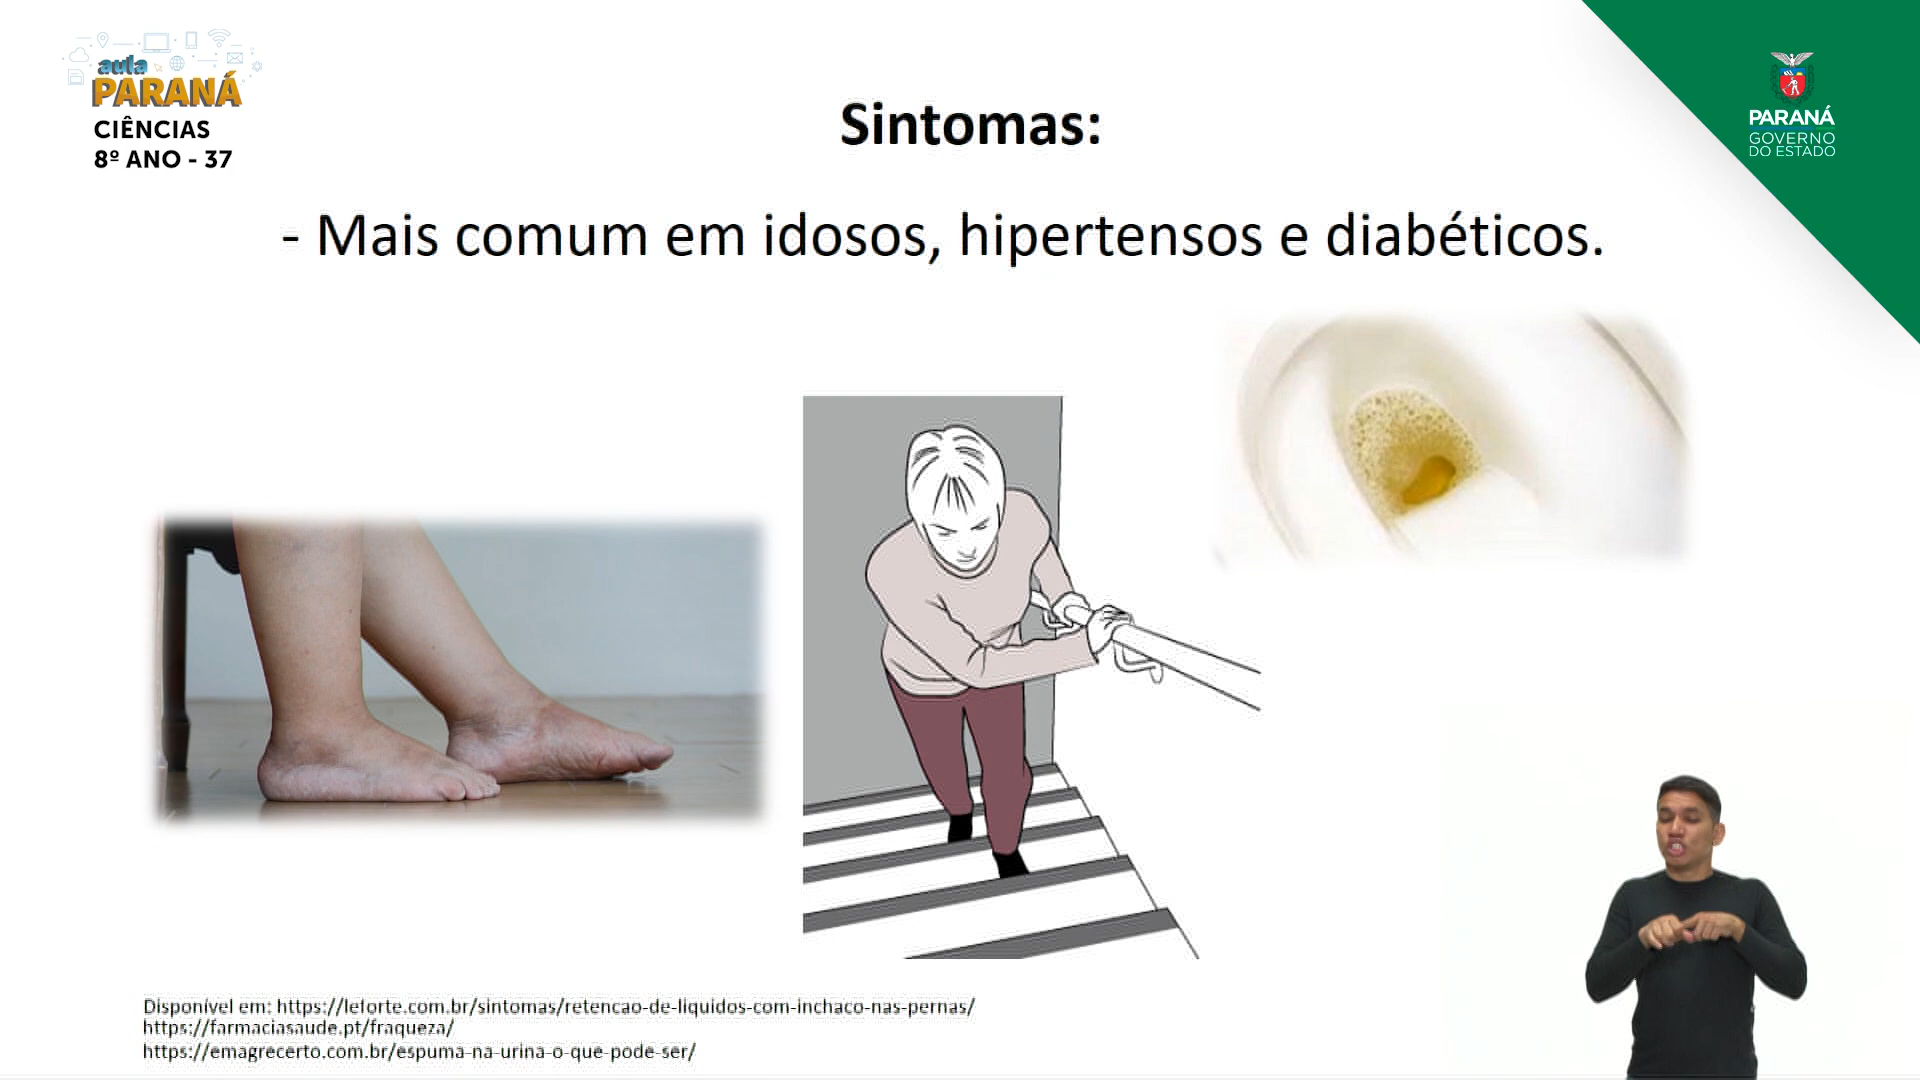 aula
PARANÁ
CIÊNCIAS
8º ANO - 37
PARANÁ
GOVERNO
DO ESTADO
Sintomas:
- Mais comum em idosos, hipertensos e diabéticos.
Disponível em: https://leforte.com.br/sintomas/retencao-de-liquidos-com-inchaco-nas-pernas/
https://farmaciasaude.pt/fraqueza/
https://emagrecerto.com.br/espuma-na-urina-o-que-pode-ser/